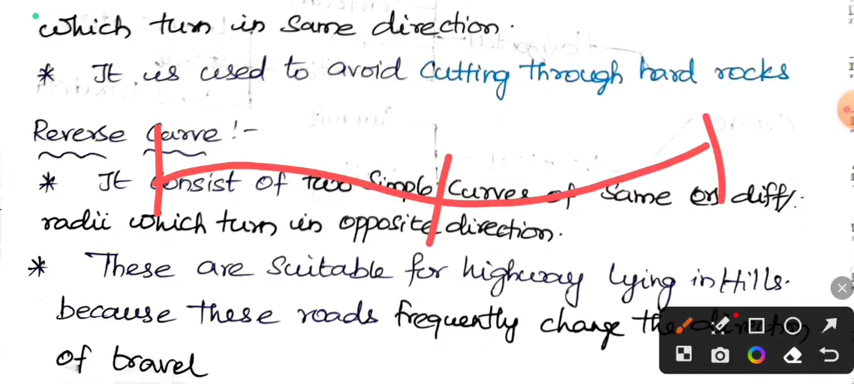 which turn in same direction.
* It is used to avoid cutting through hard rocks
Reverse Curve :-
* It consist of two simple curves of same or diff.
radii which turn in opposite direction.
* These are suitable for highway lying in Hills.
because these roads frequently change the direction
of travel